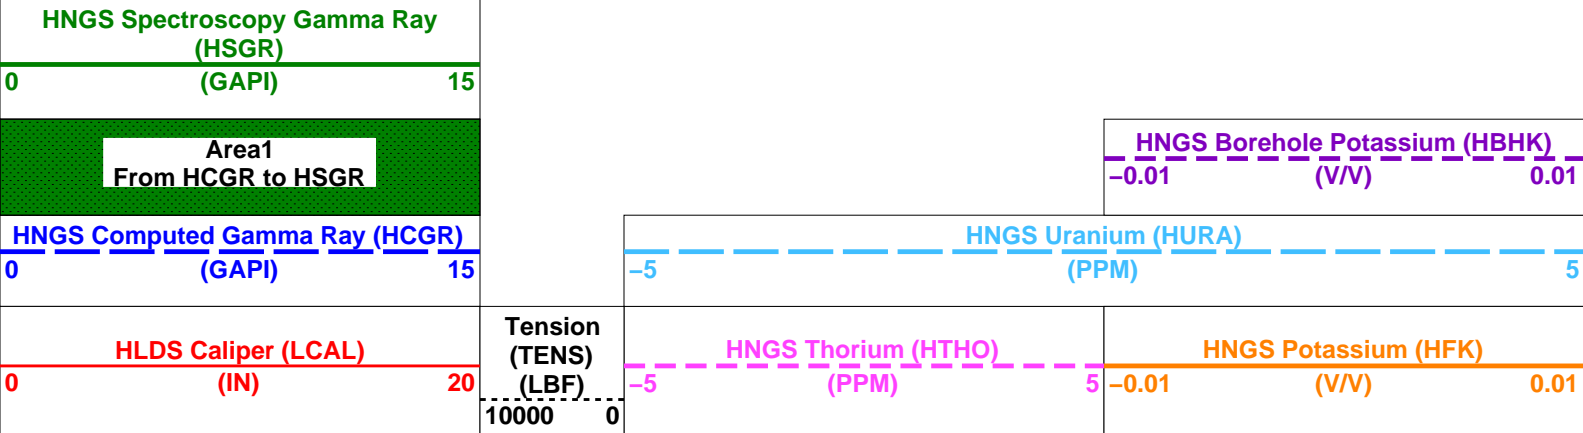 HNGS Spectroscopy Gamma Ray
(HSGR)
0 (GAPI) 15
Area1
From HCGR to HSGR
HNGS Borehole Potassium (HBHK)
−0.01 (V/V) 0.01
HNGS Computed Gamma Ray (HCGR)
0 (GAPI) 15
HNGS Uranium (HURA)
−5 (PPM) 5
HLDS Caliper (LCAL)
0 (IN) 20
Tension
(TENS)
(LBF)
10000 0
HNGS Thorium (HTHO)
−5 (PPM) 5
HNGS Potassium (HFK)
−0.01 (V/V) 0.01